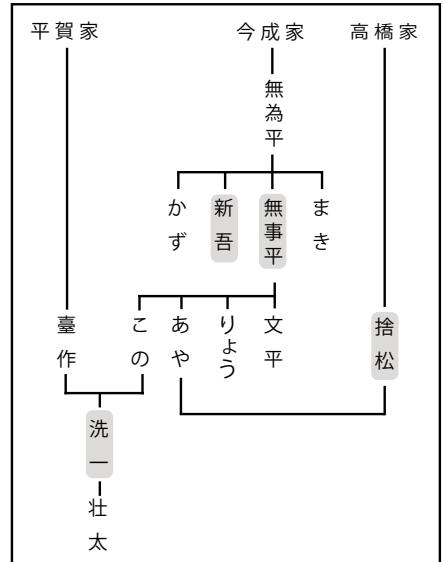 平賀家
今成家
高橋家
無為平
かず
新吾
無事平
まき
臺作
この
あや
りょう
文平
捨松
洗一
壮太